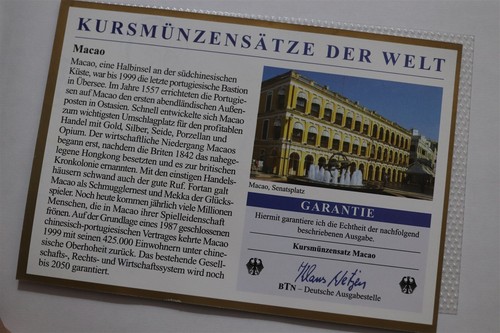 KURSMÜNZENSÄTZE DER WELT
Macao
Macao, eine Halbinsel an der südchinesischen
Küste, war bis 1999 die letzte portugiesische Bastion
in Übersee. Im Jahre 1557 errichteten die Portugie-
sen auf Macao den ersten abendländischen Außen-
posten in Ostasien. Schnell entwickelte sich Macao
zum wichtigsten Umschlagplatz für den profitablen
Handel mit Gold, Silber, Seide, Porzellan und
Opium. Der wirtschaftliche Niedergang Macaos
begann erst, nachdem die Briten 1842 das nahege-
legene Hongkong besetzten und es zur britischen
Kronkolonie ernannten. Mit den einstigen Handels-
häusern schwand auch der gute Ruf. Fortan galt
Macao als Schmugglernest und Mekka der Glücks-
spieler. Noch heute kommen jährlich viele Millionen
Menschen, die in Macao ihrer Spielleidenschaft
frönen. Auf der Grundlage eines 1987 geschlossenen
chinesisch-portugiesischen Vertrages kehrte Macao
1999 mit seinen 425.000 Einwohnern unter chine-
sische Oberhoheit zurück. Das bestehende Gesell-
schafts-, Rechts- und Wirtschaftssystem wird noch
bis 2050 garantiert.
Macao, Senatsplatz
GARANTIE
Hiermit garantiere ich die Echtheit der nachfolgend
beschriebenen Ausgabe.
Kursmünzensatz Macao
BTN – Deutsche Ausgabestelle